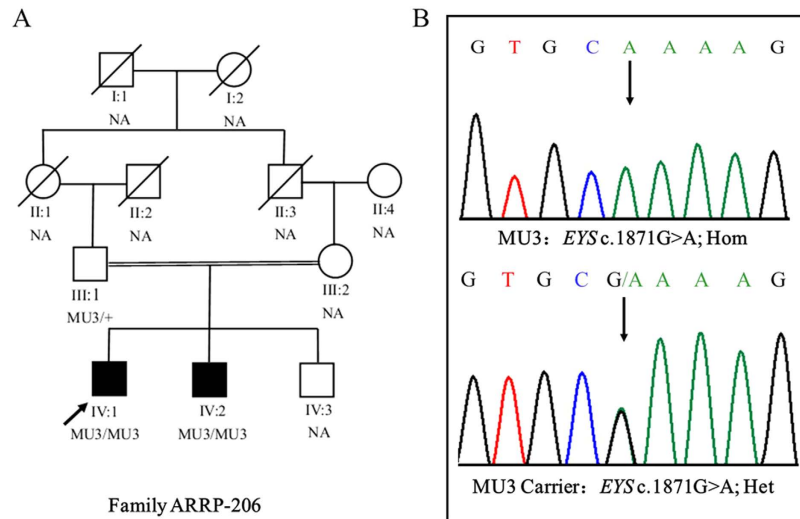 A
I:1
I:2
NA
NA
II:1
II:2
II:3
II:4
NA
NA
NA
NA
III:1
III:2
MU3/+
NA
IV:1
IV:2
IV:3
MU3/MU3
MU3/MU3
NA
Family ARRP-206
B
G T G C A A A A G
MU3: EYS c.1871G>A; Hom
G T G C G/A A A A G
MU3 Carrier: EYS c.1871G>A; Het